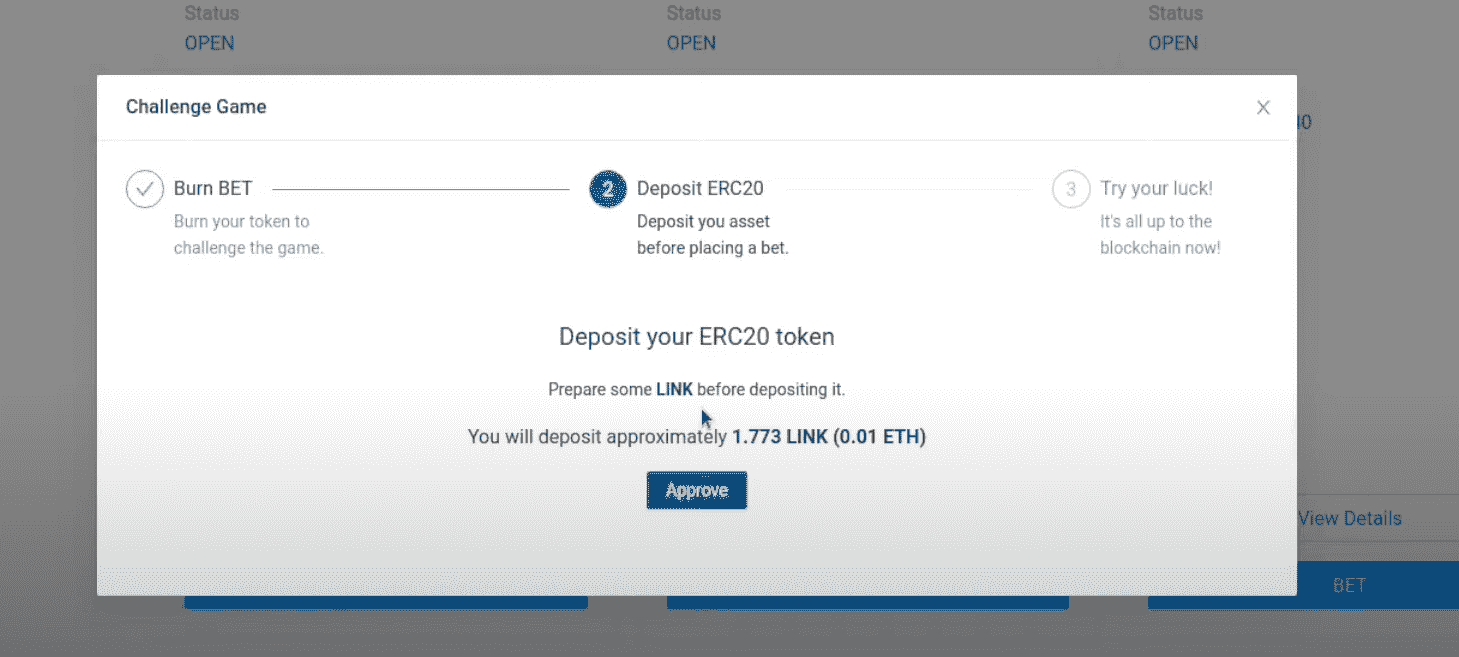 Status
Status
Status
OPEN
OPEN
OPEN
Challenge Game
Burn BET
2
Deposit ERC20
3
Try your luck!
Burn your token to
challenge the game.
Deposit you asset
before placing a bet.
It's all up to the
blockchain now!
Deposit your ERC20 token
Prepare some LINK before depositing it.
You will deposit approximately 1.773 LINK (0.01 ETH)
Approve
View Details
BET